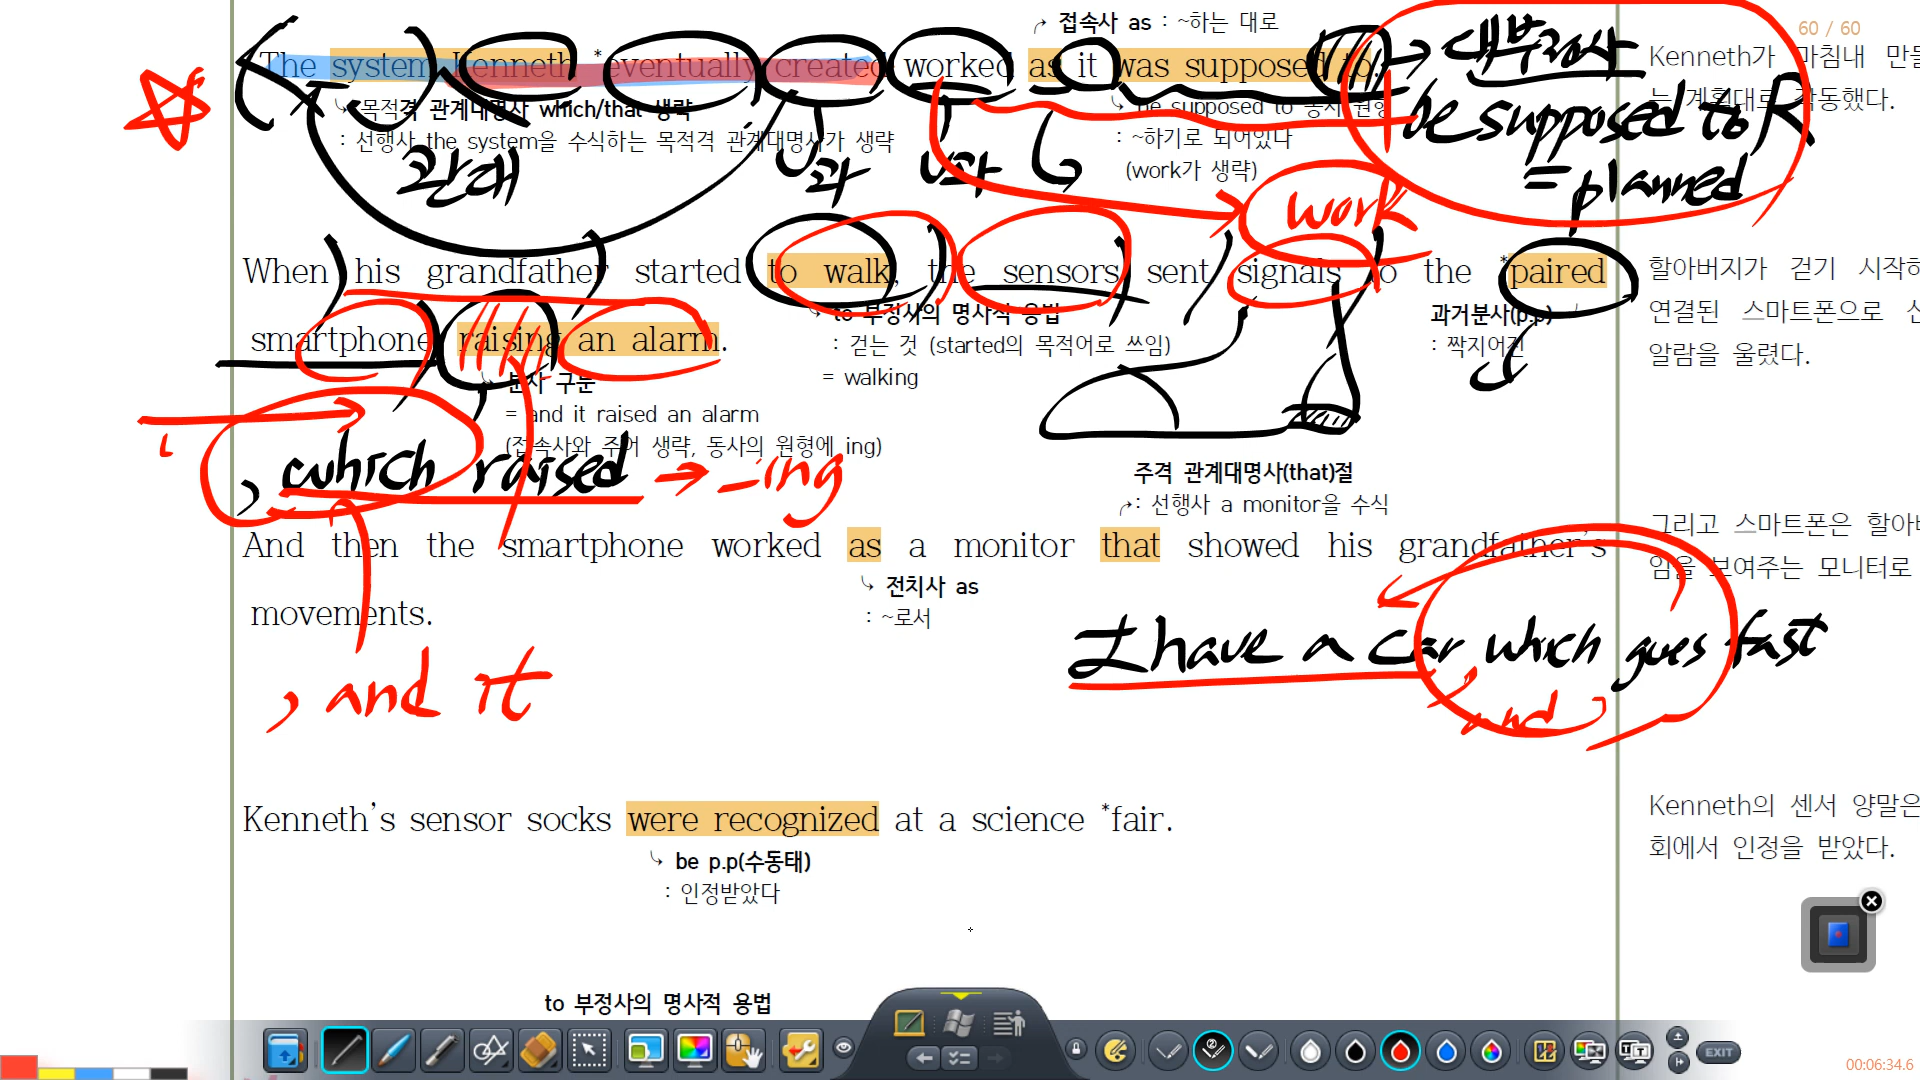 접속사 as : ~하는 대로
60 / 60
The system Kenneth *eventually created worked as it was supposed to.
→ 대부정사
Kenneth가 마침내 만들
목적격 관계대명사 which/that 생략
be supposed to 동사 원형
be supposed to R
는 계획대로 작동했다.
: 선행사 the system을 수식하는 목적격 관계대명사가 생략
: ~하기로 되어있다
관대
과
과
(work가 생략)
= planned
work
When his grandfather started to walk, the sensors sent signals to the *paired
할아버지가 걷기 시작하
to 부정사의 명사적 용법
과거분사(p.p)
연결된 스마트폰으로 신
smartphone, raising an alarm.
: 걷는 것 (started의 목적어로 쓰임)
: 짝지어진
알람을 울렸다.
분사 구문
= walking
= and it raised an alarm
(접속사와 주어 생략, 동사의 원형에 ing)
, which raised → -ing
주격 관계대명사(that)절
: 선행사 a monitor을 수식
그리고 스마트폰은 할아버
And then the smartphone worked as a monitor that showed his grandfather's
임을 보여주는 모니터로
전치사 as
movements.
: ~로서
I have a car which goes fast
, and it
and
Kenneth's sensor socks were recognized at a science *fair.
Kenneth의 센서 양말은
be p.p(수동태)
회에서 인정을 받았다.
: 인정받았다
to 부정사의 명사적 용법
EXIT
00:06:34.6